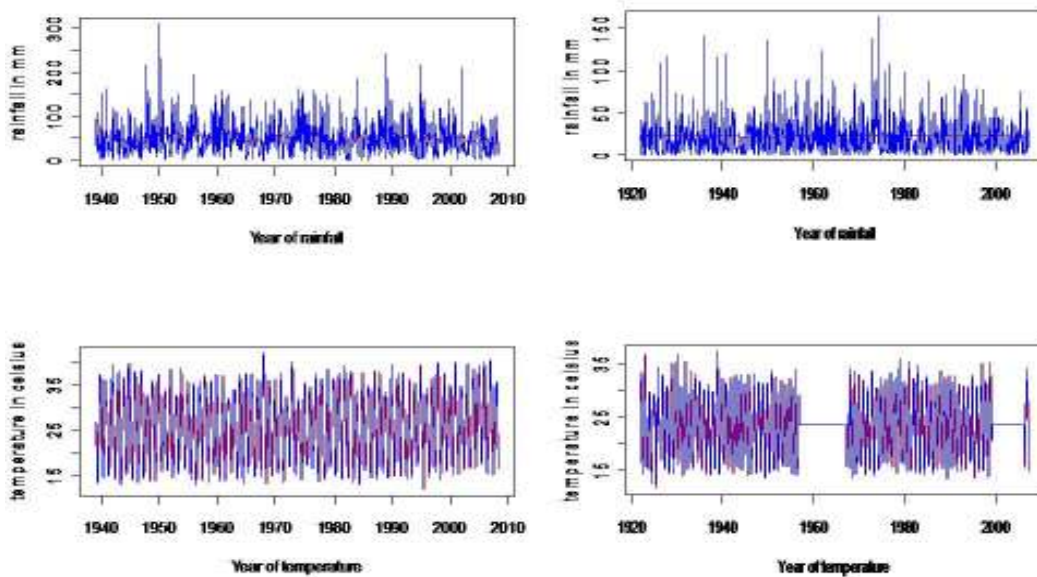 rainfall in mm
0 100 200 300
1940 1950 1960 1970 1980 1990 2000 2010
Year of rainfall
rainfall in mm
0 50 100 150
1920 1940 1960 1980 2000
Year of rainfall
temperature in celsius
15 25 35
1940 1950 1960 1970 1980 1990 2000 2010
Year of temperature
temperature in celsius
15 25 35
1920 1940 1960 1980 2000
Year of temperature